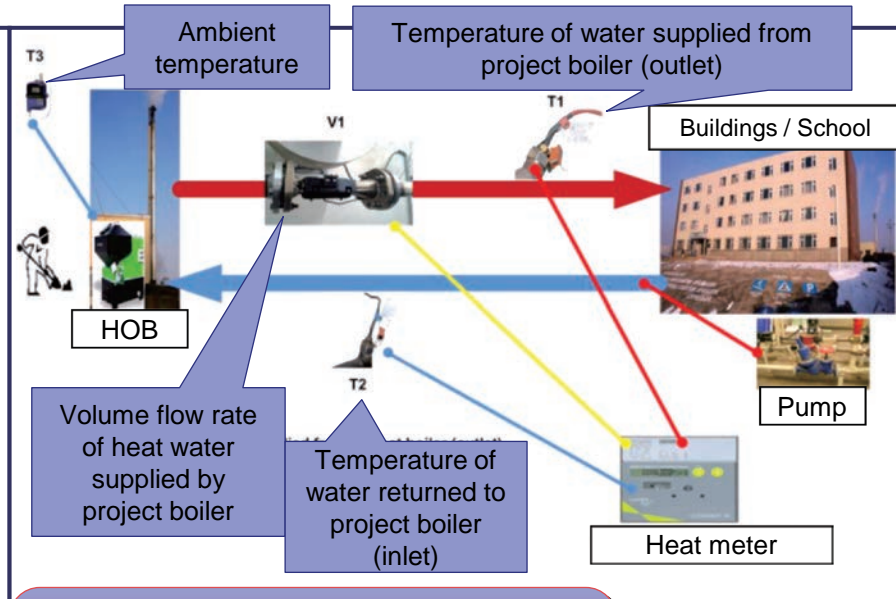 Ambient
temperature
Temperature of water supplied from
project boiler (outlet)
T3
T1
V1
Buildings / School
HOB
T2
Pump
Volume flow rate
of heat water
supplied by
project boiler
Temperature of
water returned to
project boiler
(inlet)
Heat meter